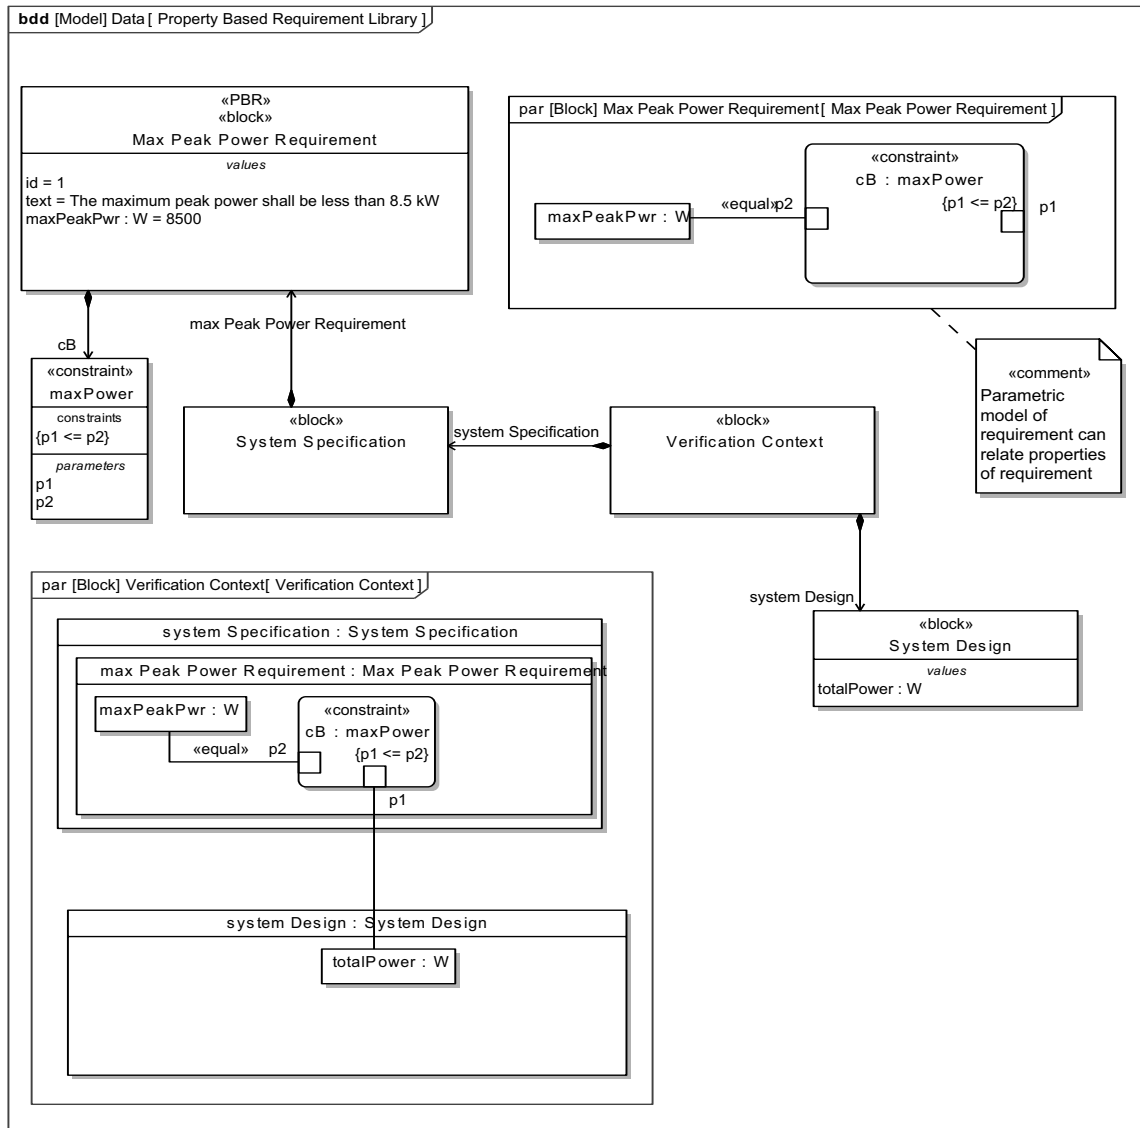 bdd [Model] Data [ Property Based Requirement Library ]
«PBR»
«block»
Max Peak Power Requirement
values
id = 1
text = The maximum peak power shall be less than 8.5 kW
maxPeakPwr : W = 8500
par [Block] Max Peak Power Requirement[ Max Peak Power Requirement ]
«constraint»
cB : maxPower
{p1 <= p2}
p1
«equal»
p2
maxPeakPwr : W
max Peak Power Requirement
cB
«constraint»
maxPower
constraints
{p1 <= p2}
parameters
p1
p2
«block»
System Specification
system Specification
«block»
Verification Context
«comment»
Parametric
model of
requirement can
relate properties
of requirement
system Design
«block»
System Design
values
totalPower : W
par [Block] Verification Context[ Verification Context ]
system Specification : System Specification
max Peak Power Requirement : Max Peak Power Requirement
maxPeakPwr : W
«equal»
p2
«constraint»
cB : maxPower
{p1 <= p2}
p1
system Design : System Design
totalPower : W